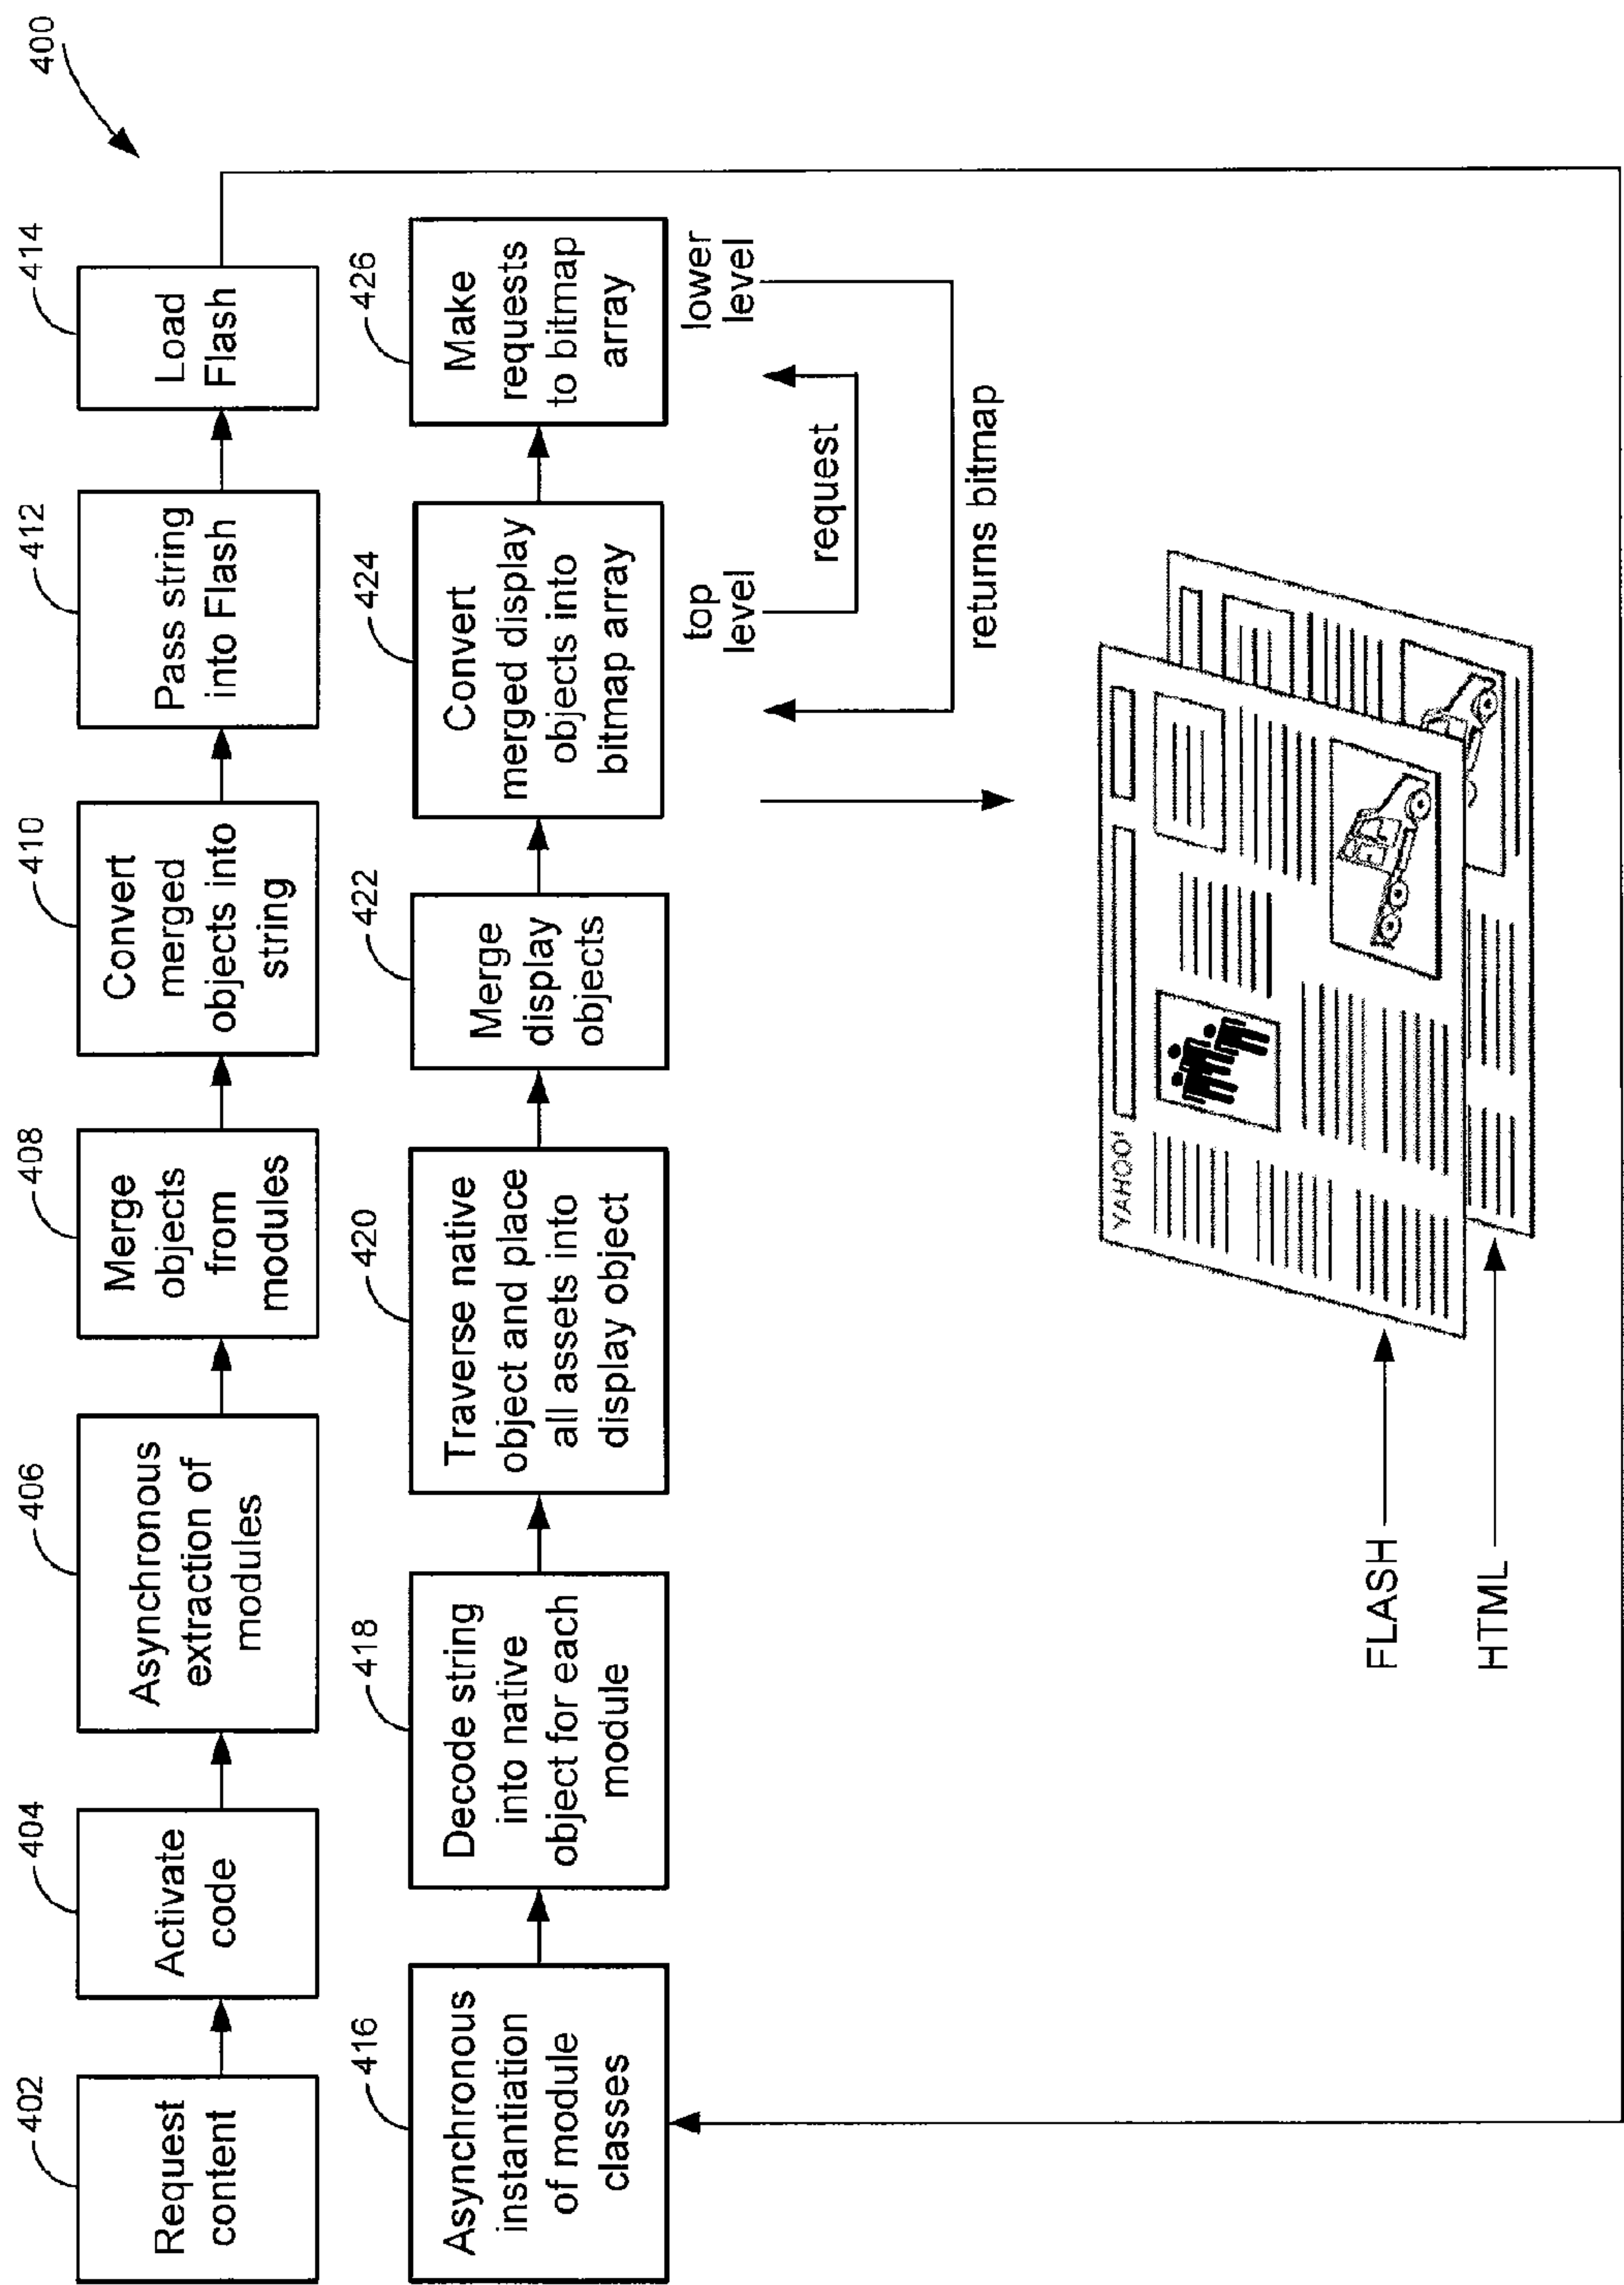 400
402
Request
content
404
Activate
code
406
Asynchronous
extraction of
modules
408
Merge
objects
from
modules
410
Convert
merged
objects into
string
412
Pass string
into Flash
414
Load
Flash
416
Asynchronous
instantiation
of module
classes
418
Decode string
into native
object for each
module
420
Traverse native
object and place
all assets into
display object
422
Merge
display
objects
424
Convert
merged display
objects into
bitmap array
426
Make
requests
to bitmap
array
top
level
lower
level
request
returns bitmap
YAHOO!
FLASH
HTML